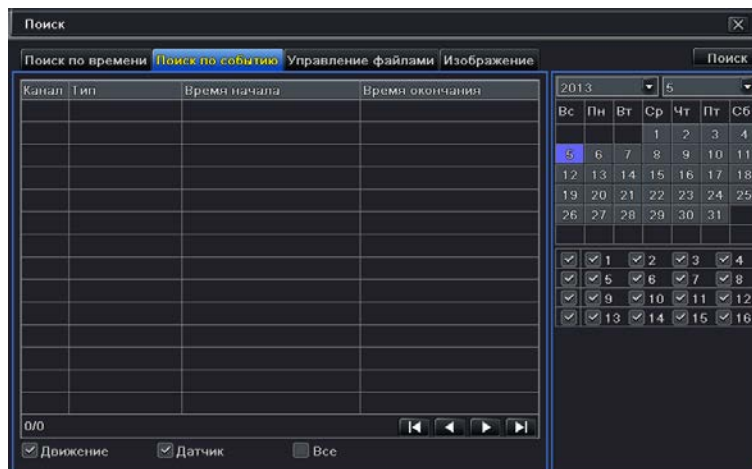 Поиск
Поиск по времени Поиск по событию Управление файлами Изображение
Поиск
Канал Тип Время начала Время окончания
0/0
Движение Датчик Все
2013 5
Вс Пн Вт Ср Чт Пт Сб
1 2 3 4
5 6 7 8 9 10 11
12 13 14 15 16 17 18
19 20 21 22 23 24 25
26 27 28 29 30 31
1 2 3 4
5 6 7 8
9 10 11 12
13 14 15 16